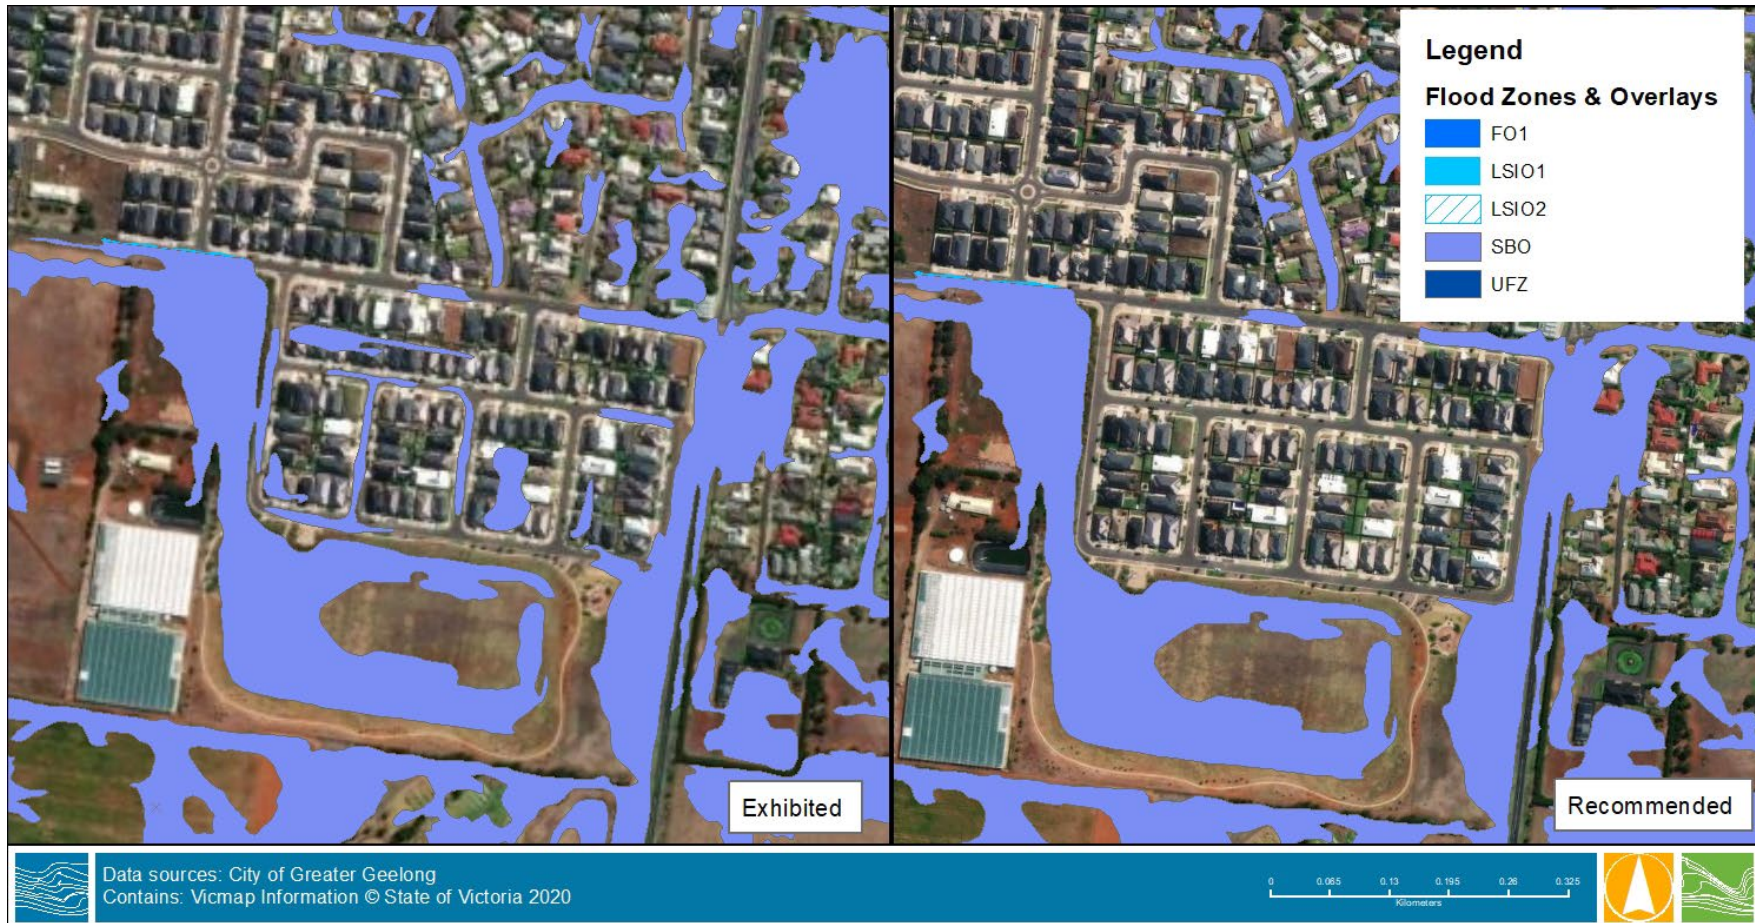 Legend
Flood Zones & Overlays
FO1
LSIO1
LSIO2
SBO
UFZ
Exhibited
Recommended
Data sources: City of Greater Geelong
Contains: Vicmap Information © State of Victoria 2020
0 0.065 0.13 0.195 0.26 0.325
Kilometers